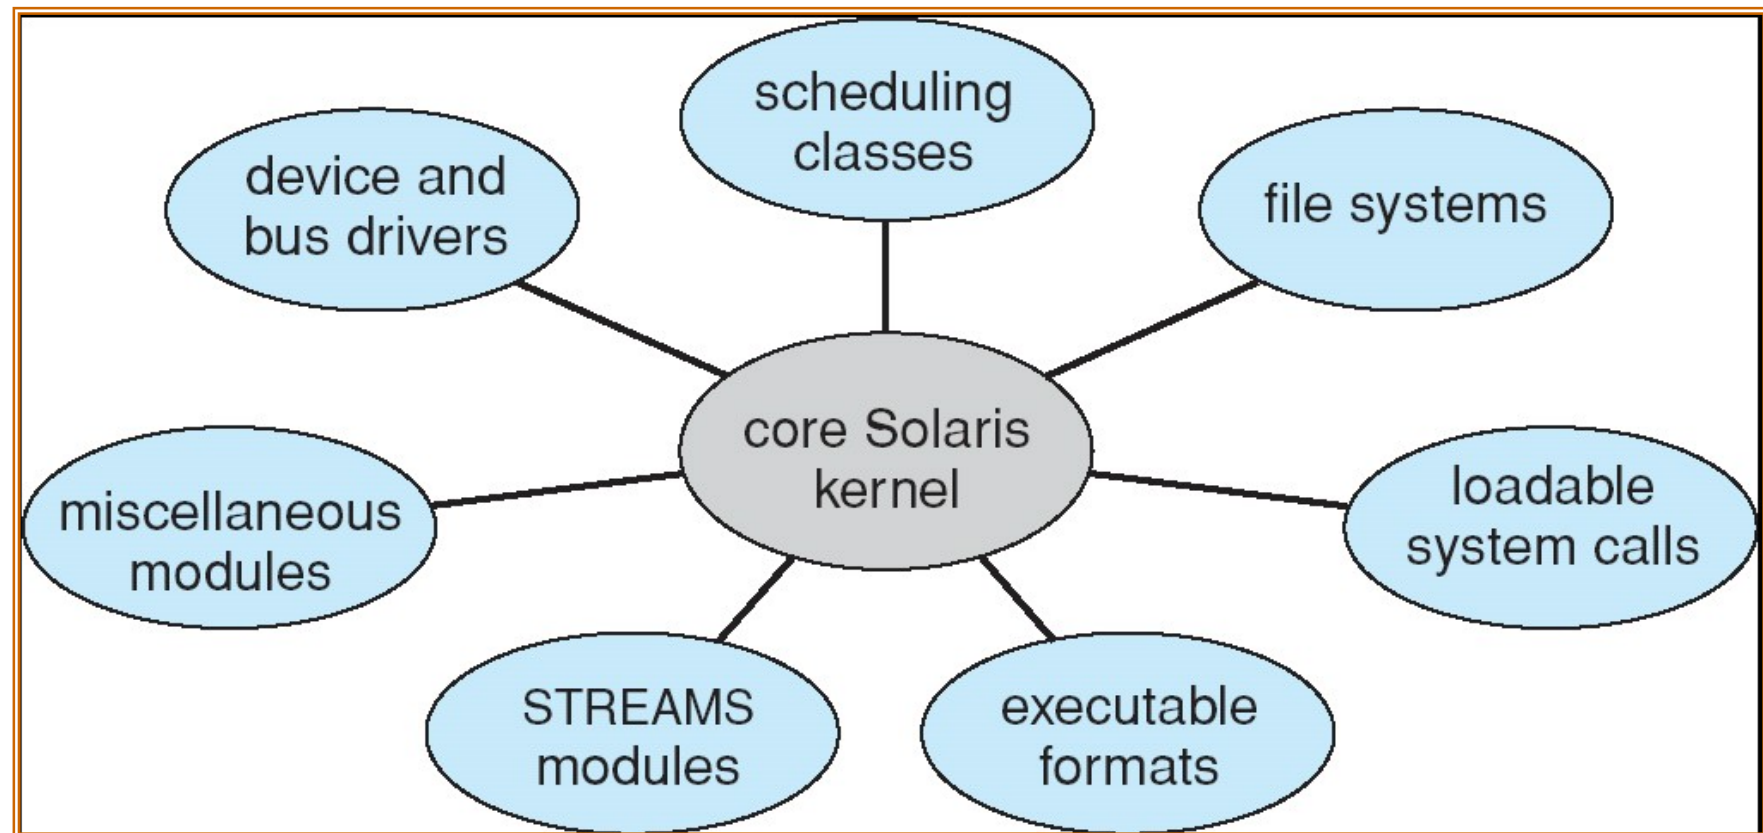 scheduling
classes
device and
bus drivers
file systems
core Solaris
kernel
miscellaneous
modules
loadable
system calls
STREAMS
modules
executable
formats